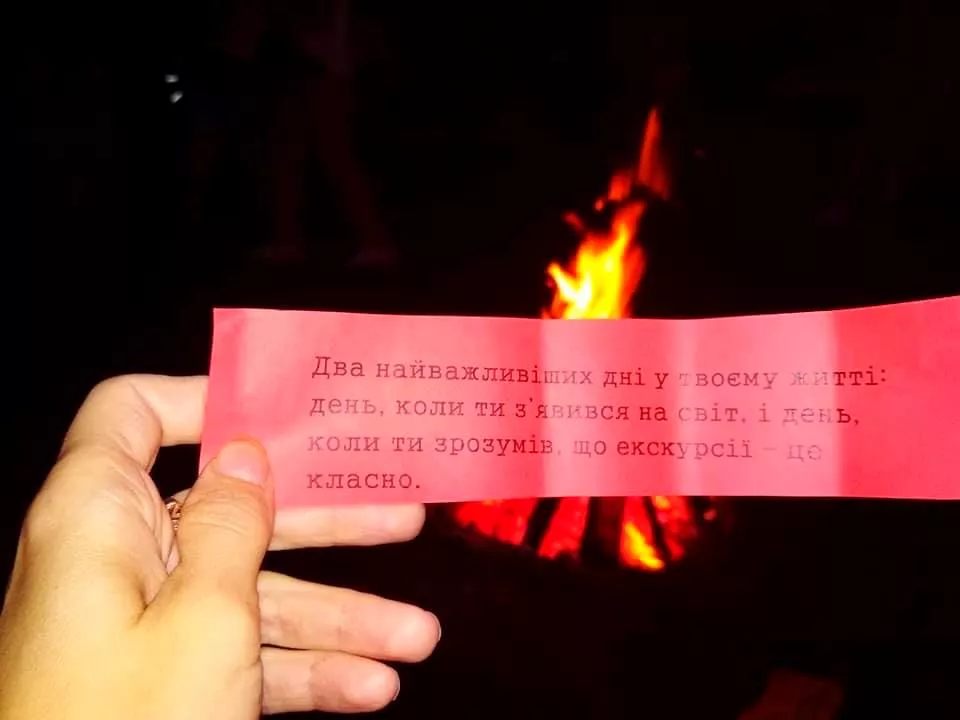 Два найважливіших дні у твоєму житті:
день, коли ти з'явився на світ, і день,
коли ти зрозумів, що екскурсії - це
класно.